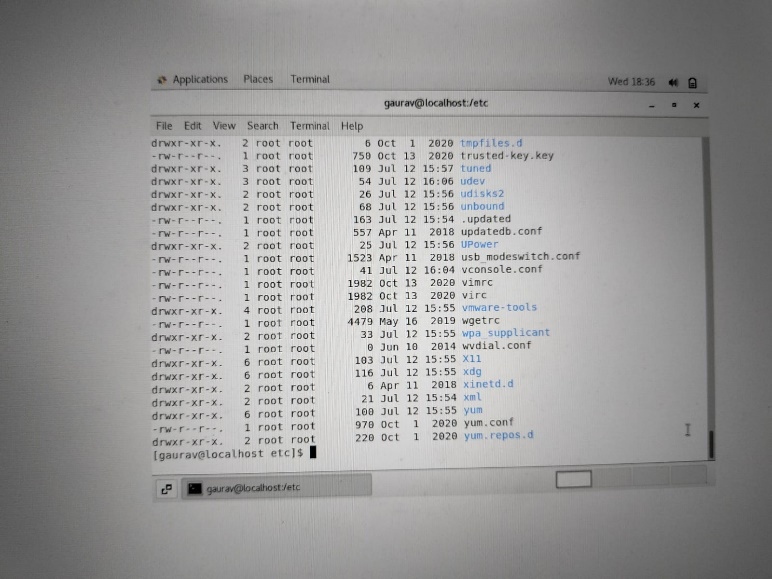 Applications Places Terminal Wed 18:36
gaurav@localhost:/etc
File Edit View Search Terminal Help
drwxr-xr-x. 2 root root 6 Oct 1 2020 tmpfiles.d
-rw-r--r--. 1 root root 750 Oct 13 2020 trusted-key.key
drwxr-xr-x. 3 root root 109 Jul 12 15:57 tuned
drwxr-xr-x. 3 root root 54 Jul 12 16:06 udev
drwxr-xr-x. 2 root root 26 Jul 12 15:56 udisks2
drwxr-xr-x. 2 root root 68 Jul 12 15:56 unbound
-rw-r--r--. 1 root root 163 Jul 12 15:54 .updated
-rw-r--r--. 1 root root 557 Apr 11 2018 updatedb.conf
drwxr-xr-x. 2 root root 25 Jul 12 15:56 UPower
-rw-r--r--. 1 root root 1523 Apr 11 2018 usb_modeswitch.conf
-rw-r--r--. 1 root root 41 Jul 12 16:04 vconsole.conf
-rw-r--r--. 1 root root 1982 Oct 13 2020 vimrc
-rw-r--r--. 1 root root 1982 Oct 13 2020 virc
drwxr-xr-x. 4 root root 208 Jul 12 15:55 vmware-tools
-rw-r--r--. 1 root root 4479 May 16 2019 wgetrc
drwxr-xr-x. 2 root root 33 Jul 12 15:55 wpa_supplicant
-rw-r--r--. 1 root root 0 Jun 10 2014 wvdial.conf
drwxr-xr-x. 6 root root 103 Jul 12 15:55 X11
drwxr-xr-x. 6 root root 116 Jul 12 15:55 xdg
drwxr-xr-x. 2 root root 6 Apr 11 2018 xinetd.d
drwxr-xr-x. 2 root root 21 Jul 12 15:54 xml
drwxr-xr-x. 6 root root 100 Jul 12 15:55 yum
-rw-r--r--. 1 root root 970 Oct 1 2020 yum.conf
drwxr-xr-x. 2 root root 220 Oct 1 2020 yum.repos.d
[gaurav@localhost etc]$
gaurav@localhost:/etc